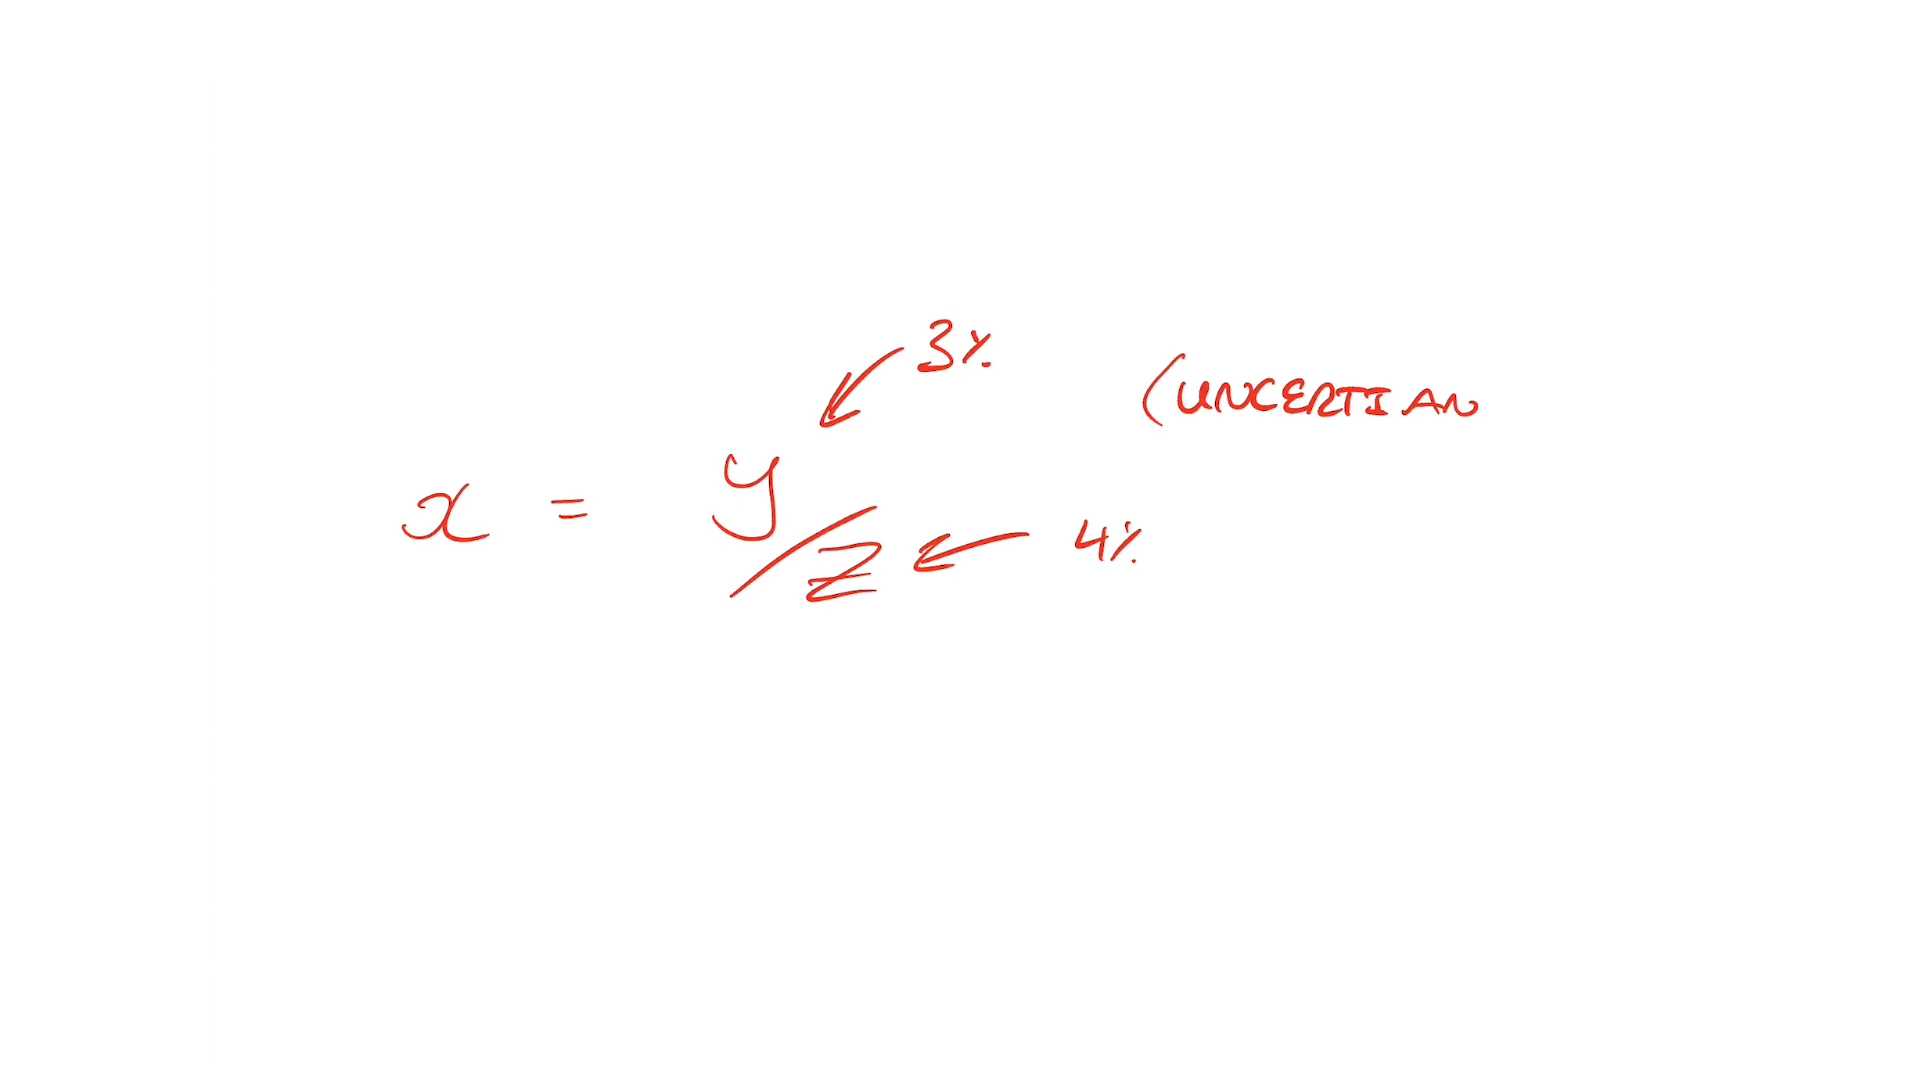 3%
(UNCERTIAN
x = y/z
4%